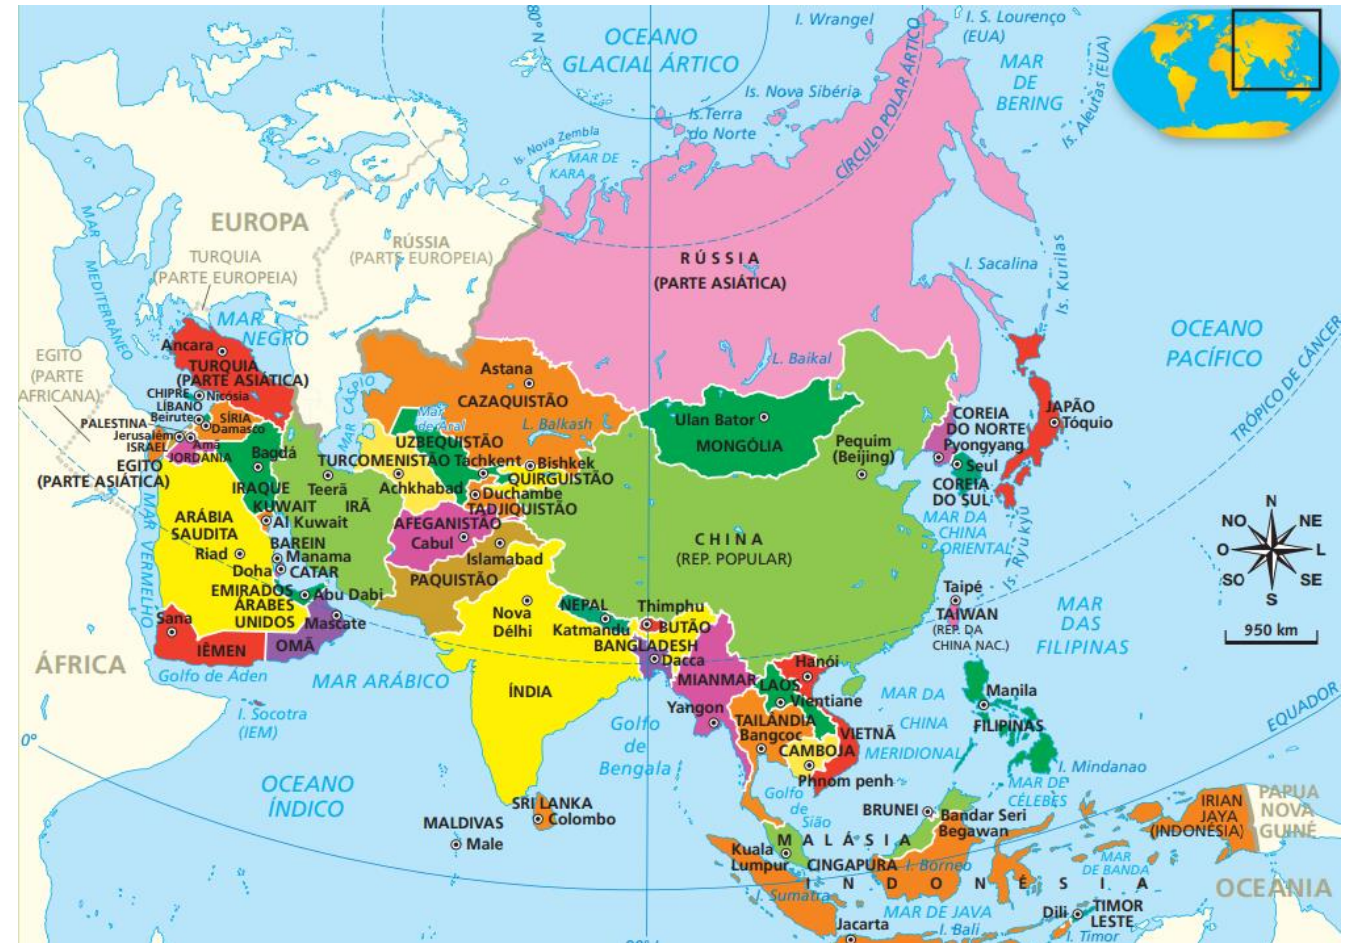 80° N
OCEANO
GLACIAL ÁRTICO
I. Wrangel
I. S. Lourenço
(EUA)
MAR
DE
BERING
Is. Aleutas (EUA)
CÍRCULO POLAR ÁRTICO
Is. Nova Sibéria
Is. Terra
do Norte
Is. Nova Zembla
MAR DE
KARA
EUROPA
RÚSSIA
(PARTE EUROPEIA)
TURQUIA
(PARTE EUROPEIA)
MAR MEDITERRÂNEO
MAR
NEGRO
EGITO
(PARTE
AFRICANA)
RÚSSIA
(PARTE ASIÁTICA)
I. Sacalina
Is. Kurilas
OCEANO
PACÍFICO
TRÓPICO DE CÂNCER
L. Baikal
Ancara
TURQUIA
(PARTE ASIÁTICA)
CHIPRE
Nicósia
LÍBANO
Beirute
SÍRIA
Damasco
PALESTINA
Jerusalém
ISRAEL
Amã
JORDÂNIA
EGITO
(PARTE ASIÁTICA)
MAR CÁSPIO
Astana
CAZAQUISTÃO
Mar
de Aral
L. Balkash
UZBEQUISTÃO
TURCOMENISTÃO
Tachkent
Bishkek
QUIRGUISTÃO
Achkhabad
Duchambe
TADJIQUISTÃO
Ulan Bator
MONGÓLIA
Pequim
(Beijing)
COREIA
DO NORTE
Pyongyang
Seul
COREIA
DO SUL
JAPÃO
Tóquio
Bagdá
IRAQUE
Teerã
IRÃ
KUWAIT
Al Kuwait
AFEGANISTÃO
Cabul
Islamabad
PAQUISTÃO
CHINA
(REP. POPULAR)
MAR DA
CHINA
ORIENTAL
Is. Ryukyu
MAR VERMELHO
ARÁBIA
SAUDITA
Riad
BAREIN
Manama
Doha
CATAR
EMIRADOS
ÁRABES
UNIDOS
Abu Dabi
Mascate
OMÃ
Sana
IÊMEN
Golfo de Aden
I. Socotra
(IEM)
ÁFRICA
MAR ARÁBICO
Nova
Délhi
NEPAL
Katmandu
Thimphu
BUTÃO
BANGLADESH
Dacca
ÍNDIA
MIANMAR
Yangon
Golfo
de
Bengala
Hanói
LAOS
Vientiane
TAILÂNDIA
Bangcoc
VIETNÃ
CAMBOJA
Phnom penh
Golfo
de
Sião
Taipé
TAIWAN
(REP. DA
CHINA NAC.)
MAR
DAS
FILIPINAS
MAR DA
CHINA
MERIDIONAL
Manila
FILIPINAS
I. Mindanao
MAR DE
CÉLEBES
N
NO
NE
O
L
SO
SE
S
950 km
EQUADOR
0°
OCEANO
ÍNDICO
SRI LANKA
Colombo
MALDIVAS
Male
BRUNEI
Bandar Seri
Begawan
MALÁSIA
Kuala
Lumpur
CINGAPURA
I. Borneo
INDONÉSIA
I. Sumatra
Jacarta
MAR DE JAVA
I. Bali
MAR
DE BANDA
Dili
TIMOR
LESTE
I. Timor
IRIAN
JAYA
(INDONÉSIA)
PAPUA
NOVA
GUINÉ
OCEANIA